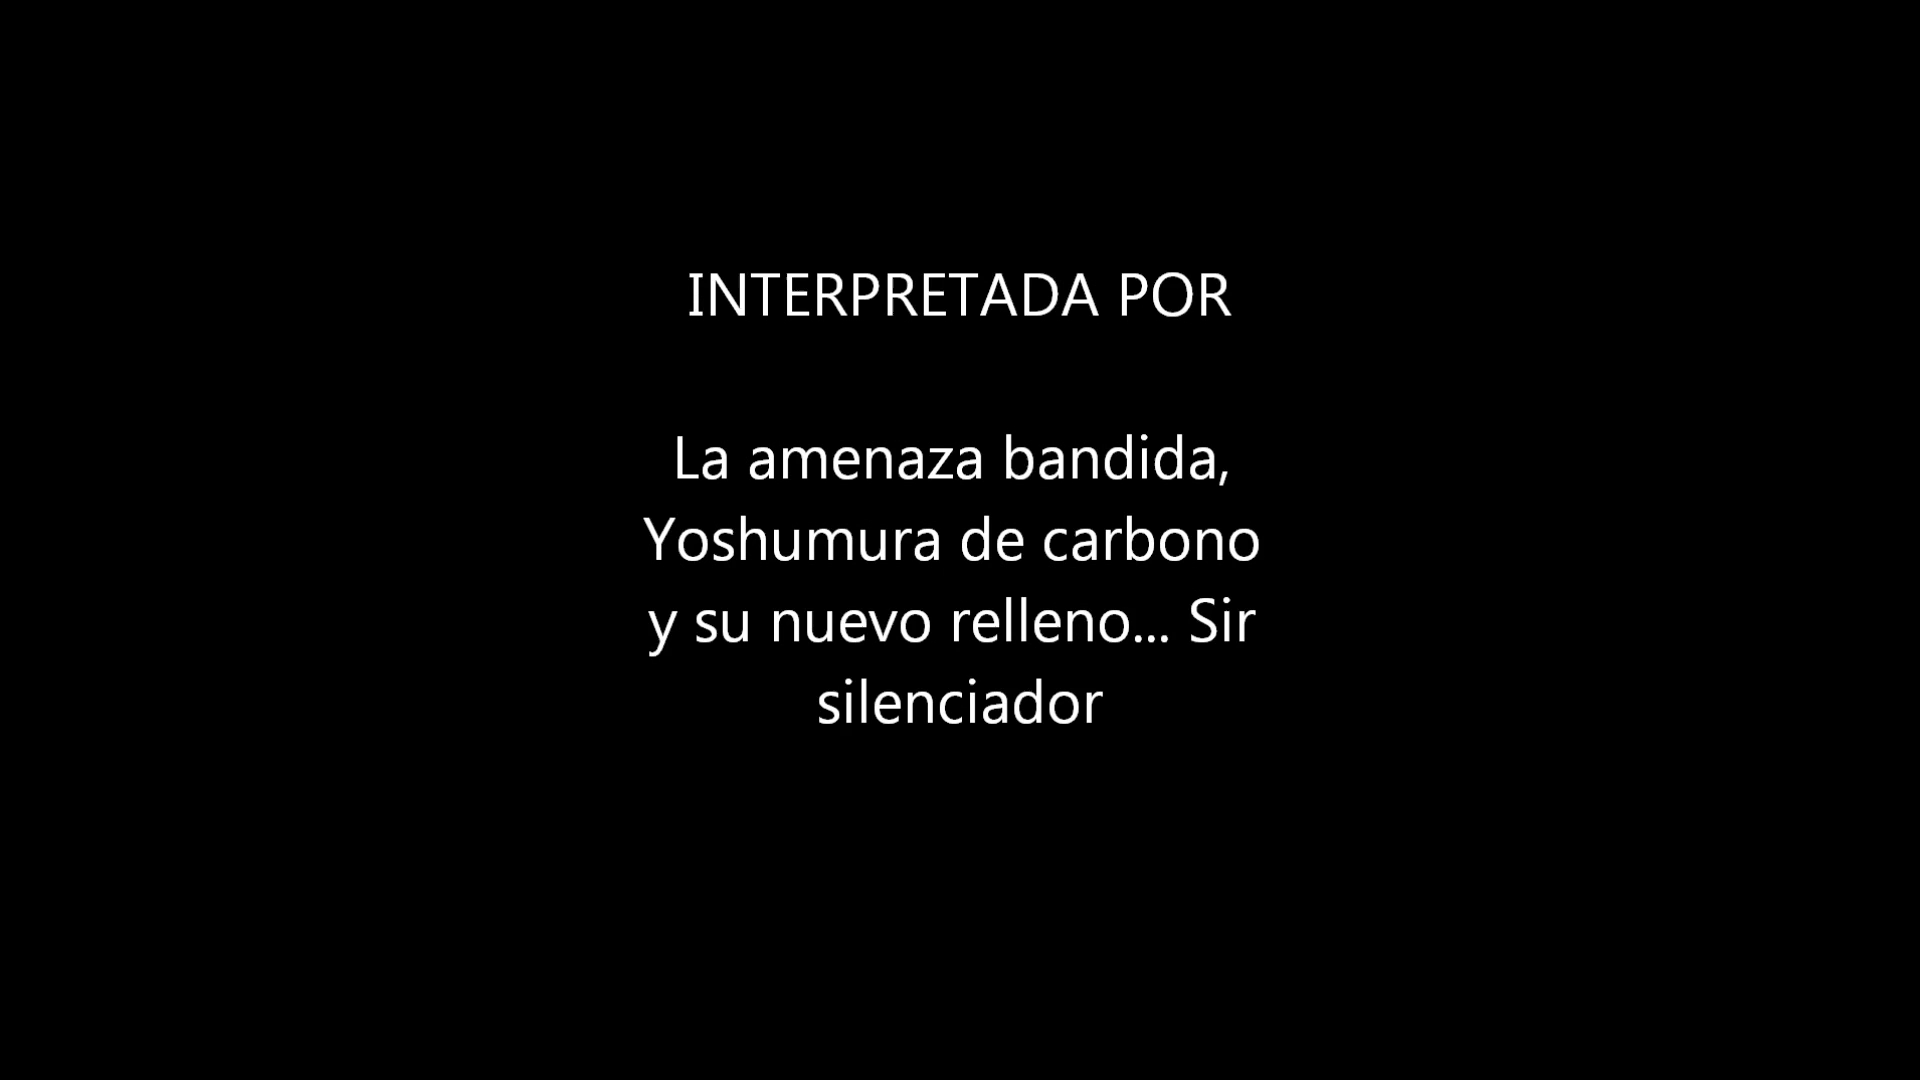 INTERPRETADA POR
La amenaza bandida,
Yoshumura de carbono
y su nuevo relleno... Sir
silenciador